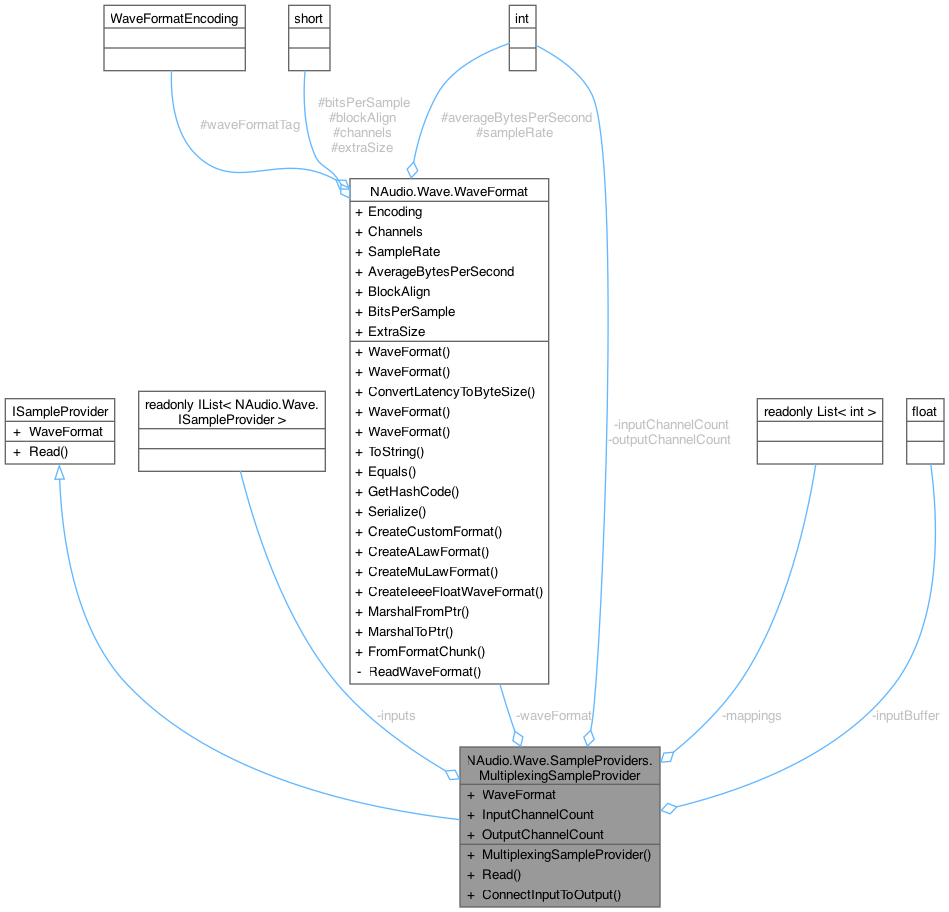 WaveFormatEncoding
short
int
#waveFormatTag
#bitsPerSample
#blockAlign
#channels
#extraSize
#averageBytesPerSecond
#sampleRate
NAudio.Wave.WaveFormat
+ Encoding
+ Channels
+ SampleRate
+ AverageBytesPerSecond
+ BlockAlign
+ BitsPerSample
+ ExtraSize
+ WaveFormat()
+ WaveFormat()
+ ConvertLatencyToByteSize()
+ WaveFormat()
+ WaveFormat()
+ ToString()
+ Equals()
+ GetHashCode()
+ Serialize()
+ CreateCustomFormat()
+ CreateALawFormat()
+ CreateMuLawFormat()
+ CreateIeeeFloatWaveFormat()
+ MarshalFromPtr()
+ MarshalToPtr()
+ FromFormatChunk()
- ReadWaveFormat()
ISampleProvider
+ WaveFormat
+ Read()
readonly IList< NAudio.Wave.
ISampleProvider >
-inputChannelCount
-outputChannelCount
readonly List< int >
float
-inputs
-waveFormat
-mappings
-inputBuffer
NAudio.Wave.SampleProviders.
MultiplexingSampleProvider
+ WaveFormat
+ InputChannelCount
+ OutputChannelCount
+ MultiplexingSampleProvider()
+ Read()
+ ConnectInputToOutput()